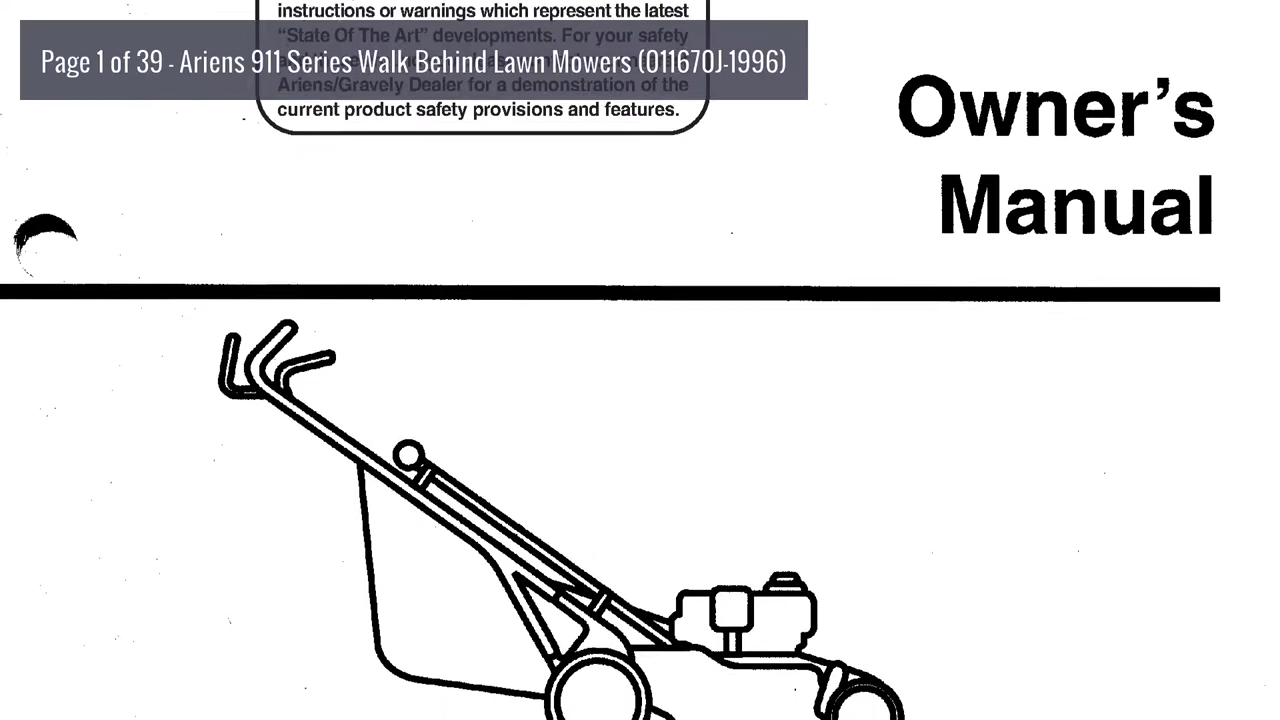 instructions or warnings which represent the latest
“State Of The Art” developments. For your safety
Page 1 of 39 - Ariens 911 Series Walk Behind Lawn Mowers (011670J-1996)
Ariens/Gravely Dealer for a demonstration of the
current product safety provisions and features.
Owner’s
Manual